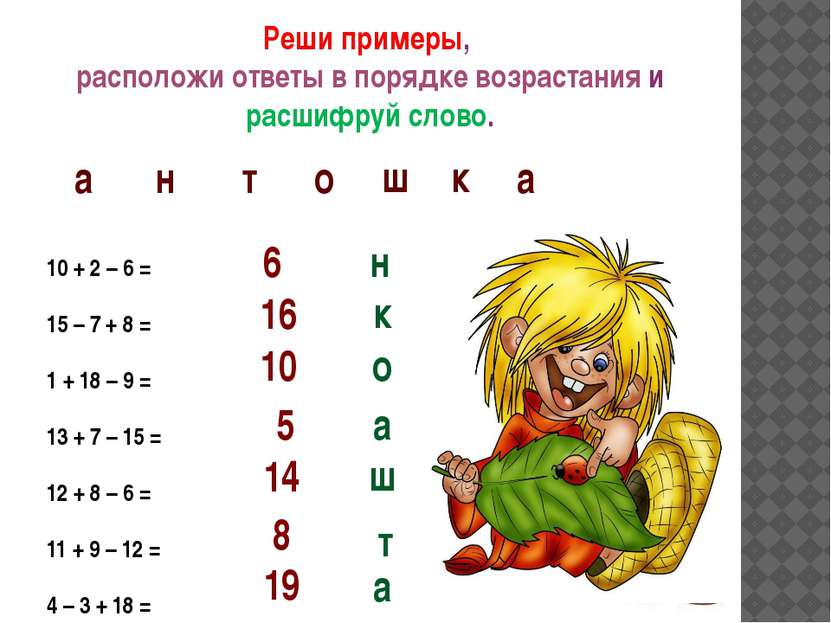 Реши примеры,
расположи ответы в порядке возрастания и
расшифруй слово.
а н т о ш к а
10 + 2 – 6 = 6 н
15 – 7 + 8 = 16 к
1 + 18 – 9 = 10 о
13 + 7 – 15 = 5 а
12 + 8 – 6 = 14 ш
11 + 9 – 12 = 8 т
4 – 3 + 18 = 19 а